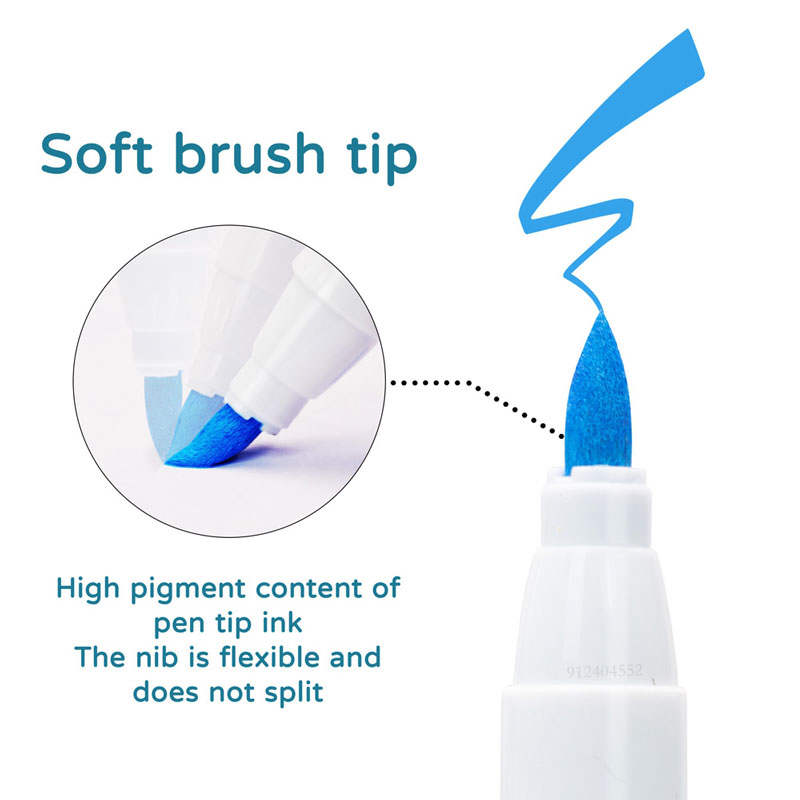 Soft brush tip
High pigment content of
pen tip ink
The nib is flexible and
does not split
912404552